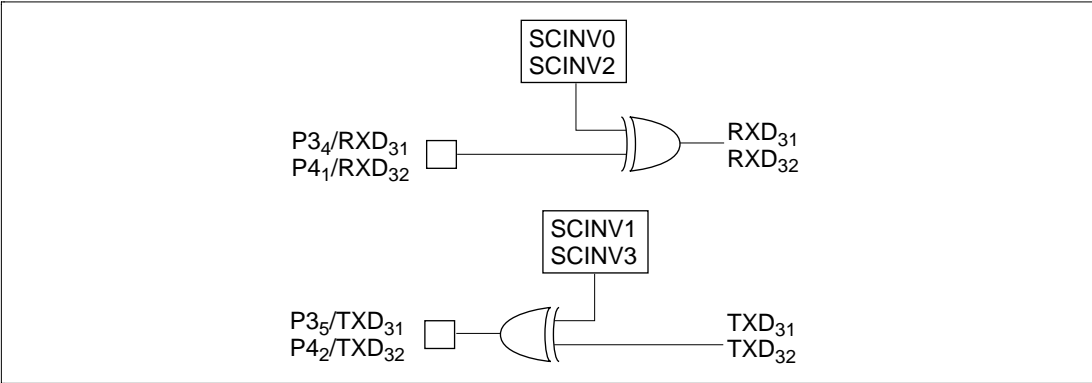 SCINV0
SCINV2
P3₄/RXD₃₁
P4₁/RXD₃₂
RXD₃₁
RXD₃₂
SCINV1
SCINV3
P3₅/TXD₃₁
P4₂/TXD₃₂
TXD₃₁
TXD₃₂